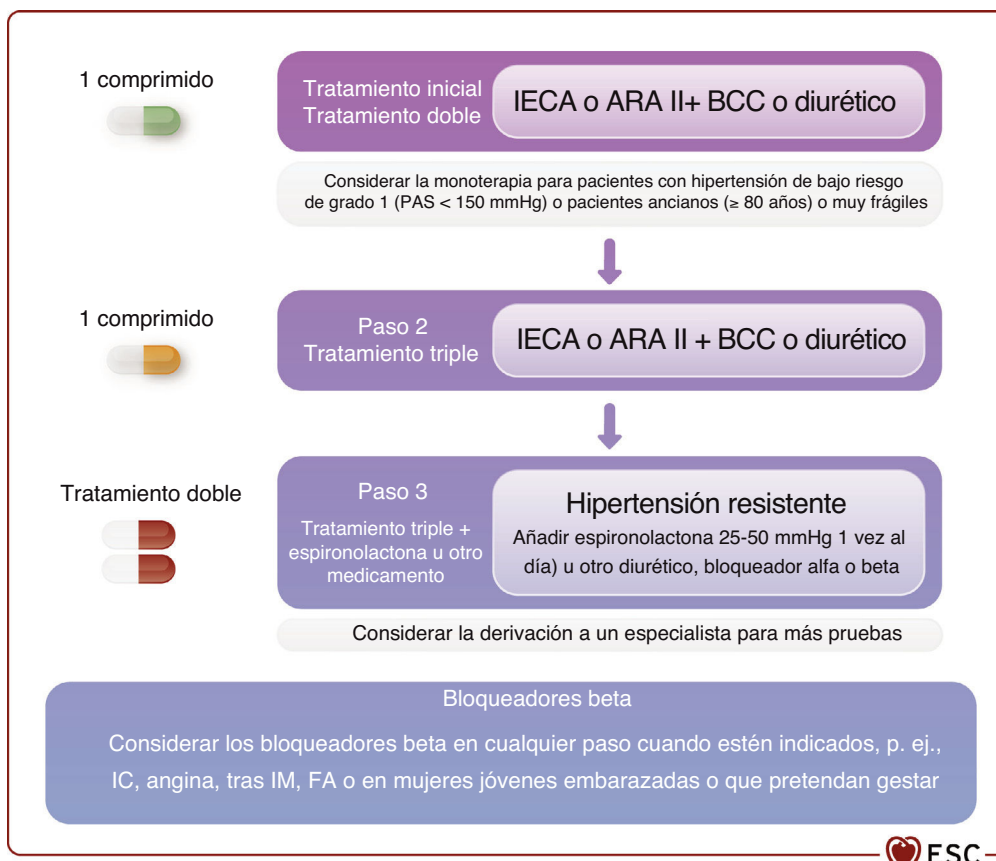 1 comprimido
Tratamiento inicial
Tratamiento doble
IECA o ARA II+ BCC o diurético
Considerar la monoterapia para pacientes con hipertensión de bajo riesgo
de grado 1 (PAS < 150 mmHg) o pacientes ancianos (≥ 80 años) o muy frágiles
1 comprimido
Paso 2
Tratamiento triple
IECA o ARA II + BCC o diurético
Tratamiento doble
Paso 3
Tratamiento triple +
espironolactona u otro
medicamento
Hipertensión resistente
Añadir espironolactona 25-50 mmHg 1 vez al
día) u otro diurético, bloqueador alfa o beta
Considerar la derivación a un especialista para más pruebas
Bloqueadores beta
Considerar los bloqueadores beta en cualquier paso cuando estén indicados, p. ej.,
IC, angina, tras IM, FA o en mujeres jóvenes embarazadas o que pretendan gestar
ESC